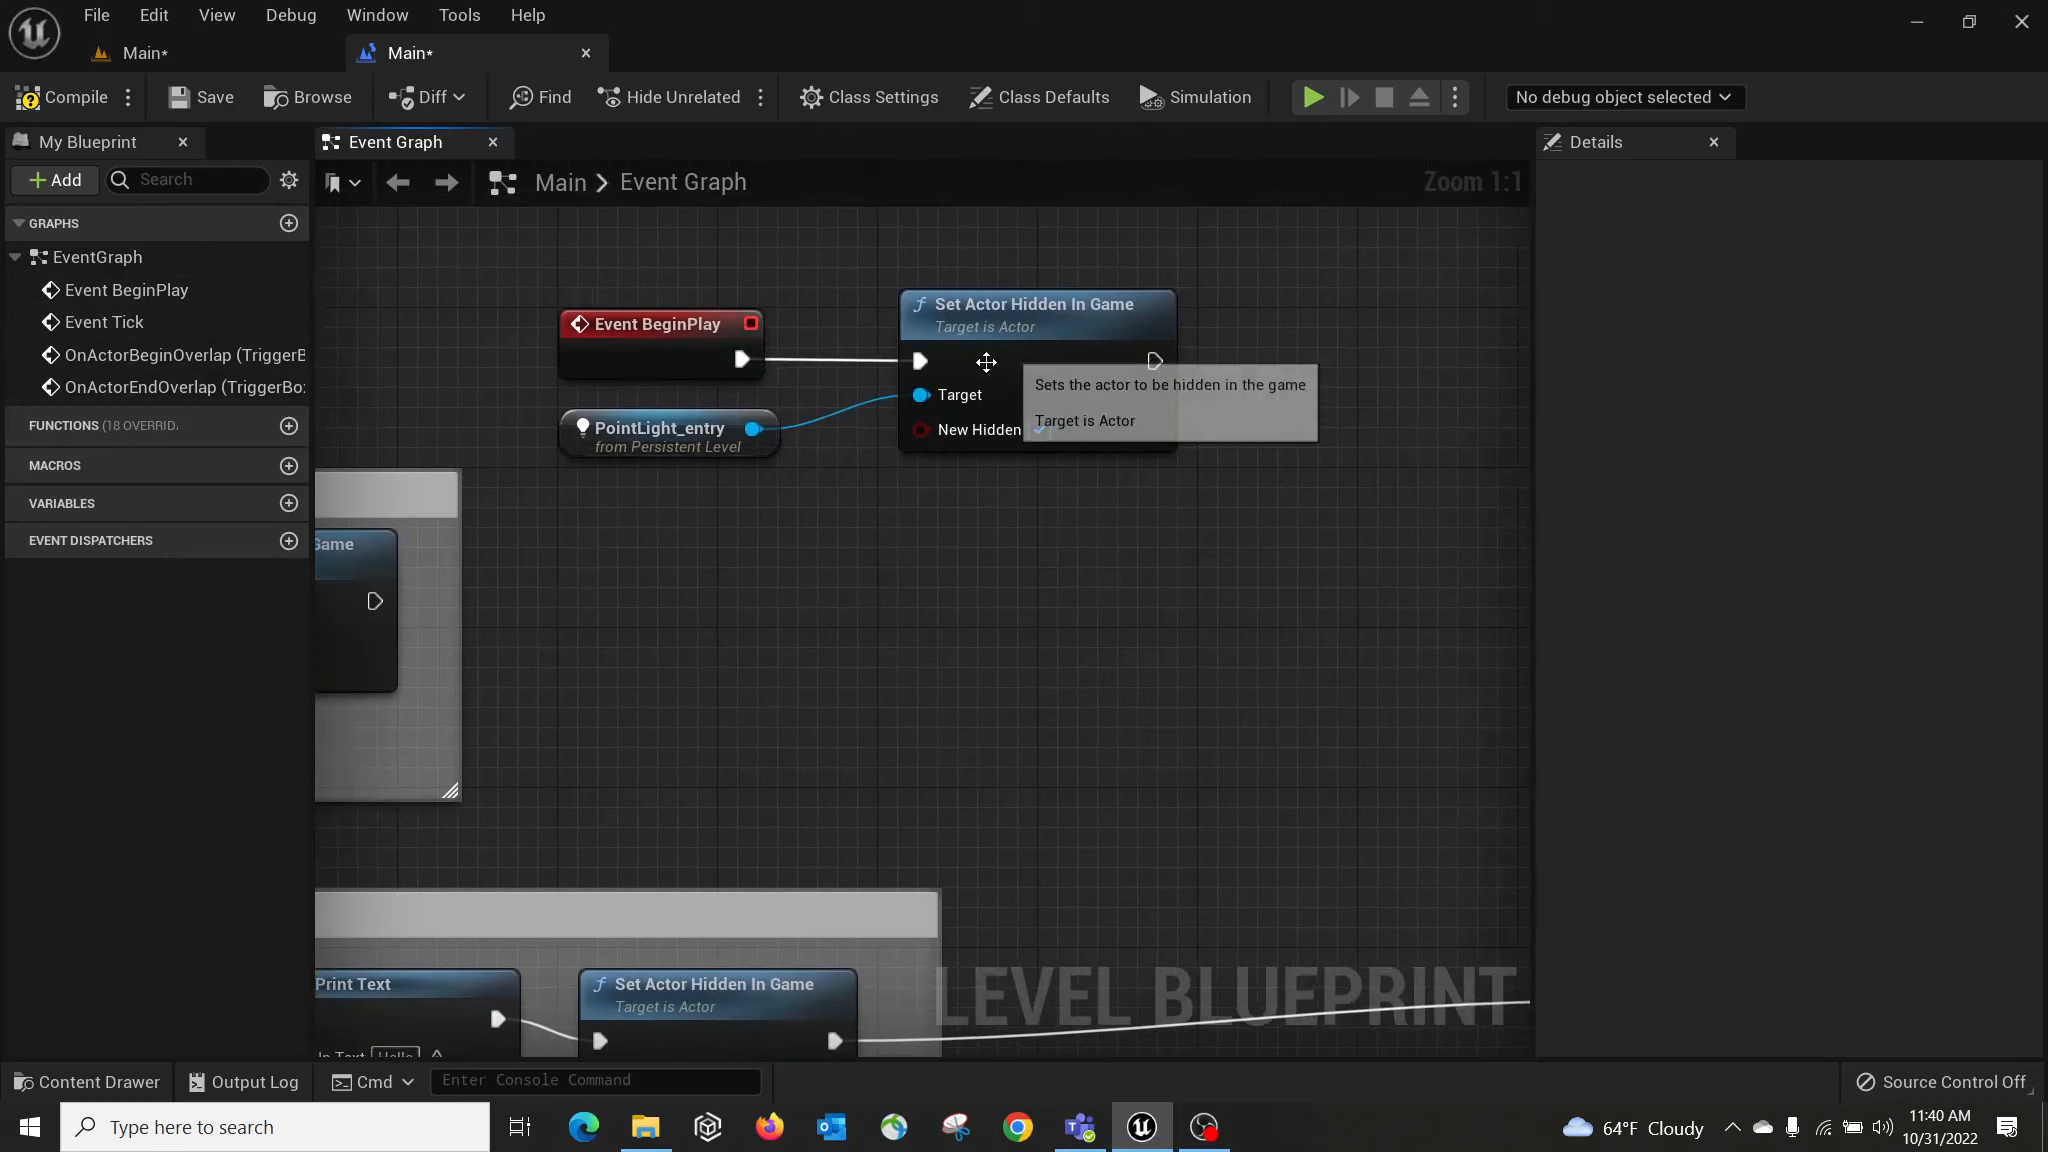 File Edit View Debug Window Tools Help
Main* Main*
Compile Save Browse Diff Find Hide Unrelated Class Settings Class Defaults Simulation No debug object selected
My Blueprint Event Graph Details
Add Search Main > Event Graph Zoom 1:1
GRAPHS
EventGraph
Event BeginPlay
Event Tick
OnActorBeginOverlap (TriggerB
OnActorEndOverlap (TriggerBo
FUNCTIONS (18 OVERRID.
MACROS
VARIABLES
EVENT DISPATCHERS
Event BeginPlay
PointLight_entry
from Persistent Level
Set Actor Hidden In Game
Target is Actor
Target
New Hidden
Sets the actor to be hidden in the game
Target is Actor
Game
Print Text
In Text Hello
Set Actor Hidden In Game
Target is Actor
LEVEL BLUEPRINT
Content Drawer Output Log Cmd Enter Console Command Source Control Off
Type here to search 64°F Cloudy 11:40 AM
10/31/2022